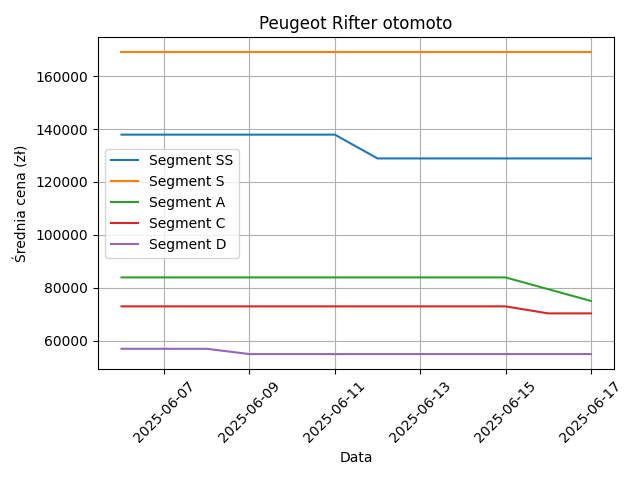 Peugeot Rifter otomoto
Średnia cena (zł)
160000
140000
120000
100000
80000
60000
Segment SS
Segment S
Segment A
Segment C
Segment D
2025-06-07
2025-06-09
2025-06-11
2025-06-13
2025-06-15
2025-06-17
Data